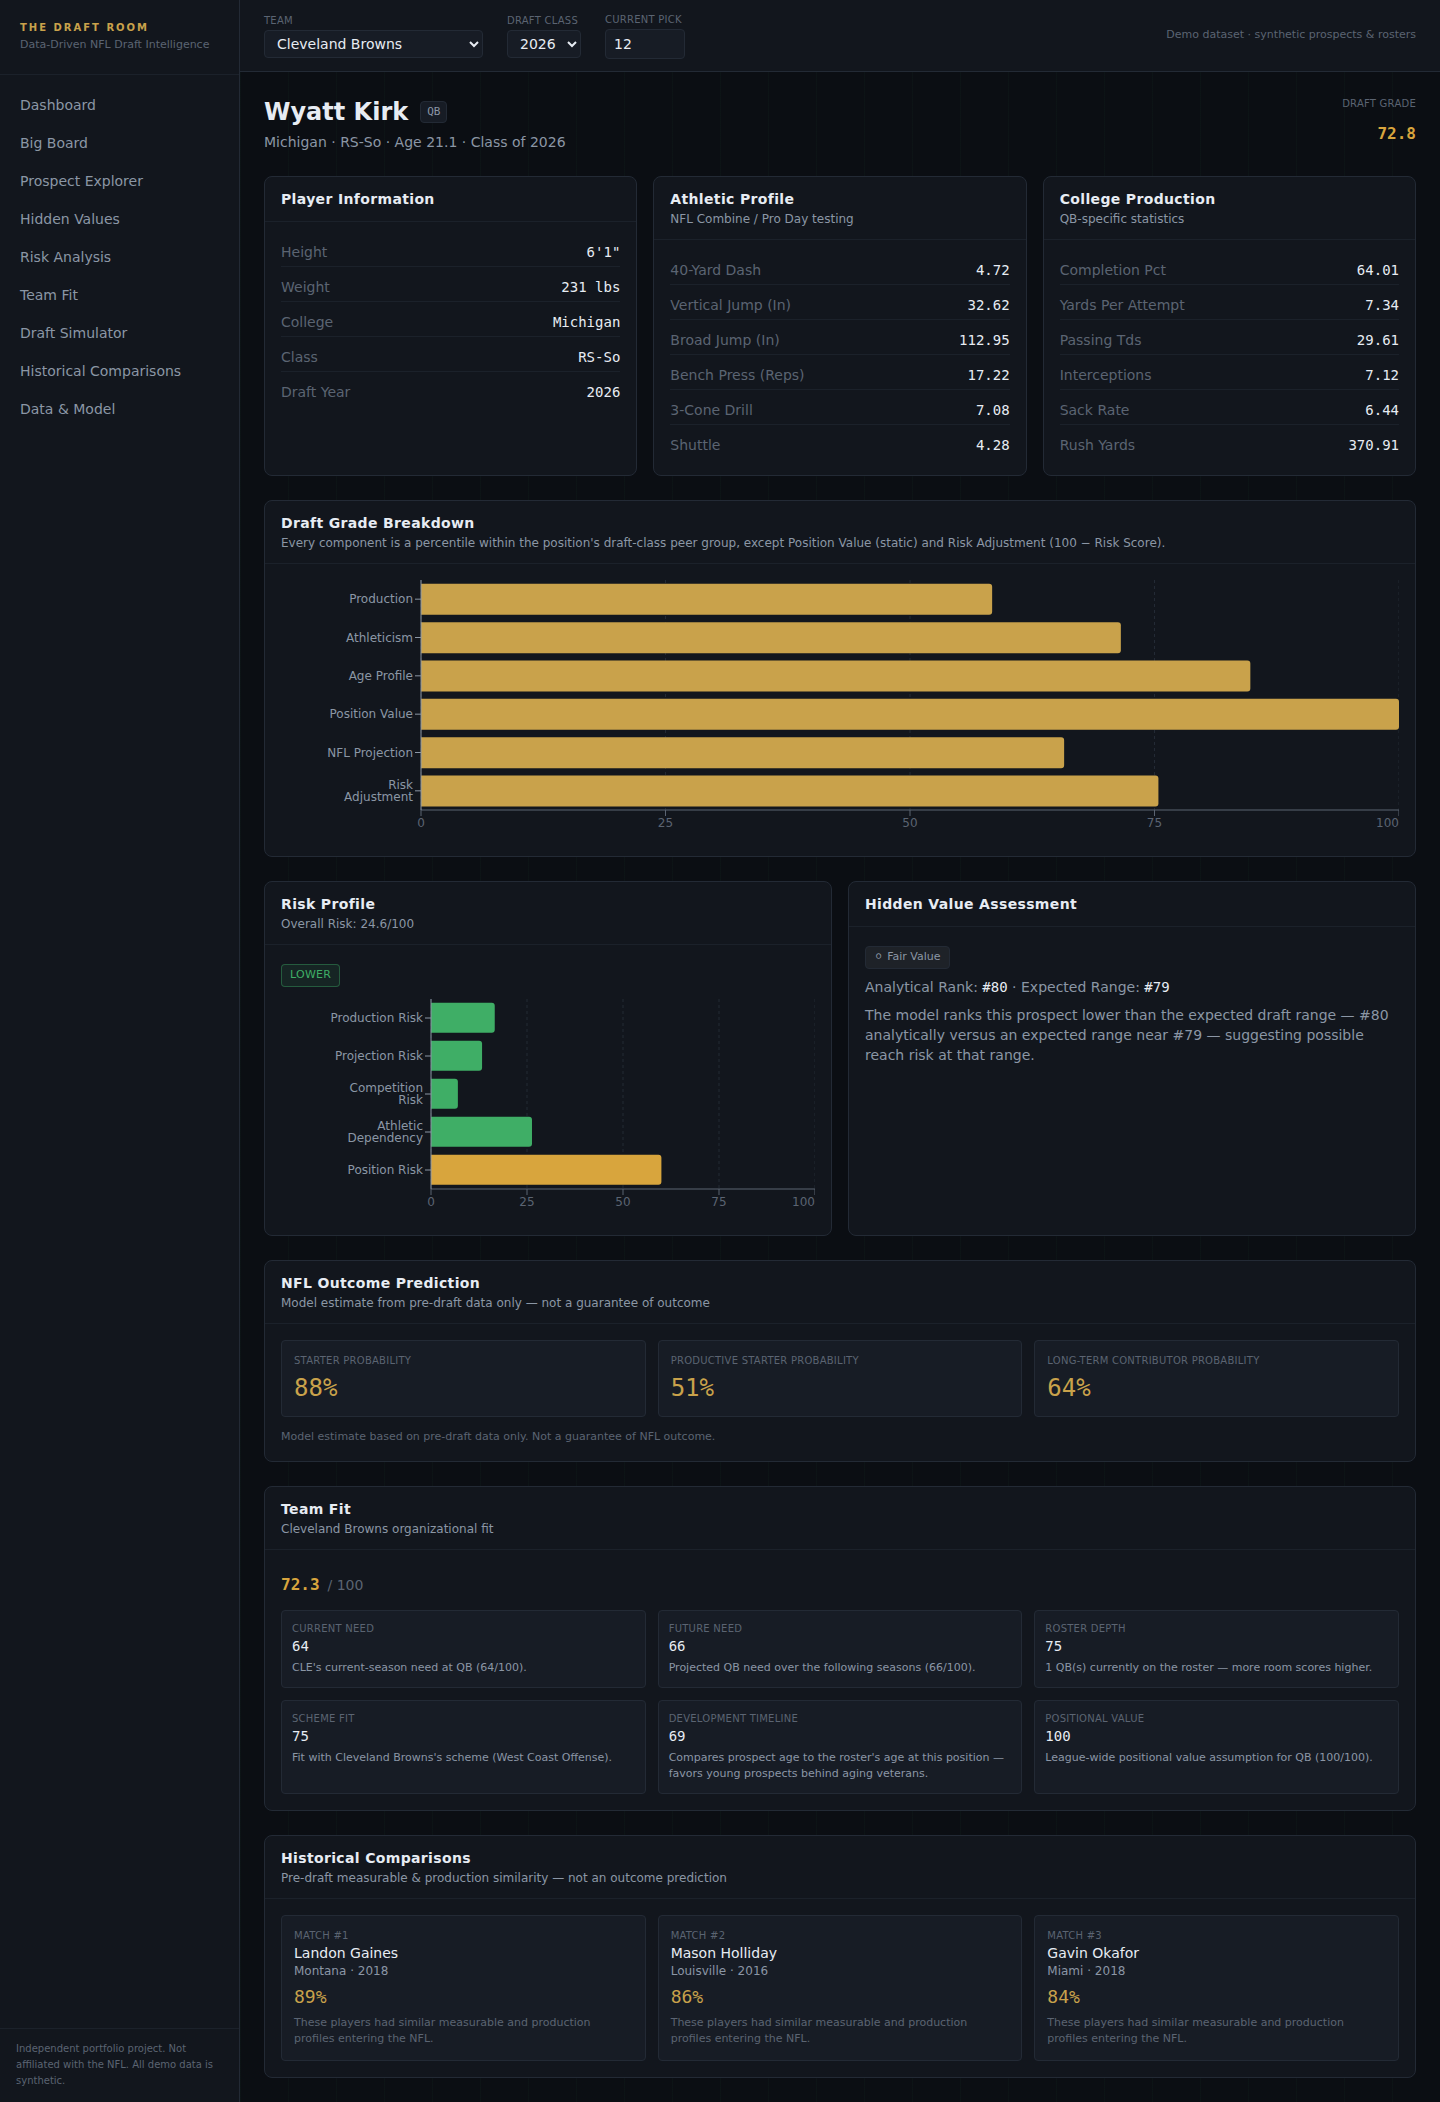 THE DRAFT ROOM
Data-Driven NFL Draft Intelligence
Dashboard
Big Board
Prospect Explorer
Hidden Values
Risk Analysis
Team Fit
Draft Simulator
Historical Comparisons
Data & Model
Independent portfolio project. Not
affiliated with the NFL. All demo data is
synthetic.
TEAM
Cleveland Browns
DRAFT CLASS
2026
CURRENT PICK
12
Demo dataset · synthetic prospects & rosters
Wyatt Kirk QB
Michigan · RS-So · Age 21.1 · Class of 2026
DRAFT GRADE
72.8
Player Information
Height 6'1"
Weight 231 lbs
College Michigan
Class RS-So
Draft Year 2026
Athletic Profile
NFL Combine / Pro Day testing
40-Yard Dash 4.72
Vertical Jump (In) 32.62
Broad Jump (In) 112.95
Bench Press (Reps) 17.22
3-Cone Drill 7.08
Shuttle 4.28
College Production
QB-specific statistics
Completion Pct 64.01
Yards Per Attempt 7.34
Passing Tds 29.61
Interceptions 7.12
Sack Rate 6.44
Rush Yards 370.91
Draft Grade Breakdown
Every component is a percentile within the position's draft-class peer group, except Position Value (static) and Risk Adjustment (100 − Risk Score).
Production
Athleticism
Age Profile
Position Value
NFL Projection
Risk
Adjustment
0 25 50 75 100
Risk Profile
Overall Risk: 24.6/100
LOWER
Production Risk
Projection Risk
Competition
Risk
Athletic
Dependency
Position Risk
0 25 50 75 100
Hidden Value Assessment
○ Fair Value
Analytical Rank: #80 · Expected Range: #79
The model ranks this prospect lower than the expected draft range — #80
analytically versus an expected range near #79 — suggesting possible
reach risk at that range.
NFL Outcome Prediction
Model estimate from pre-draft data only — not a guarantee of outcome
STARTER PROBABILITY
88%
PRODUCTIVE STARTER PROBABILITY
51%
LONG-TERM CONTRIBUTOR PROBABILITY
64%
Model estimate based on pre-draft data only. Not a guarantee of NFL outcome.
Team Fit
Cleveland Browns organizational fit
72.3 / 100
CURRENT NEED
64
CLE's current-season need at QB (64/100).
FUTURE NEED
66
Projected QB need over the following seasons (66/100).
ROSTER DEPTH
75
1 QB(s) currently on the roster — more room scores higher.
SCHEME FIT
75
Fit with Cleveland Browns's scheme (West Coast Offense).
DEVELOPMENT TIMELINE
69
Compares prospect age to the roster's age at this position —
favors young prospects behind aging veterans.
POSITIONAL VALUE
100
League-wide positional value assumption for QB (100/100).
Historical Comparisons
Pre-draft measurable & production similarity — not an outcome prediction
MATCH #1
Landon Gaines
Montana · 2018
89%
These players had similar measurable and production
profiles entering the NFL.
MATCH #2
Mason Holliday
Louisville · 2016
86%
These players had similar measurable and production
profiles entering the NFL.
MATCH #3
Gavin Okafor
Miami · 2018
84%
These players had similar measurable and production
profiles entering the NFL.